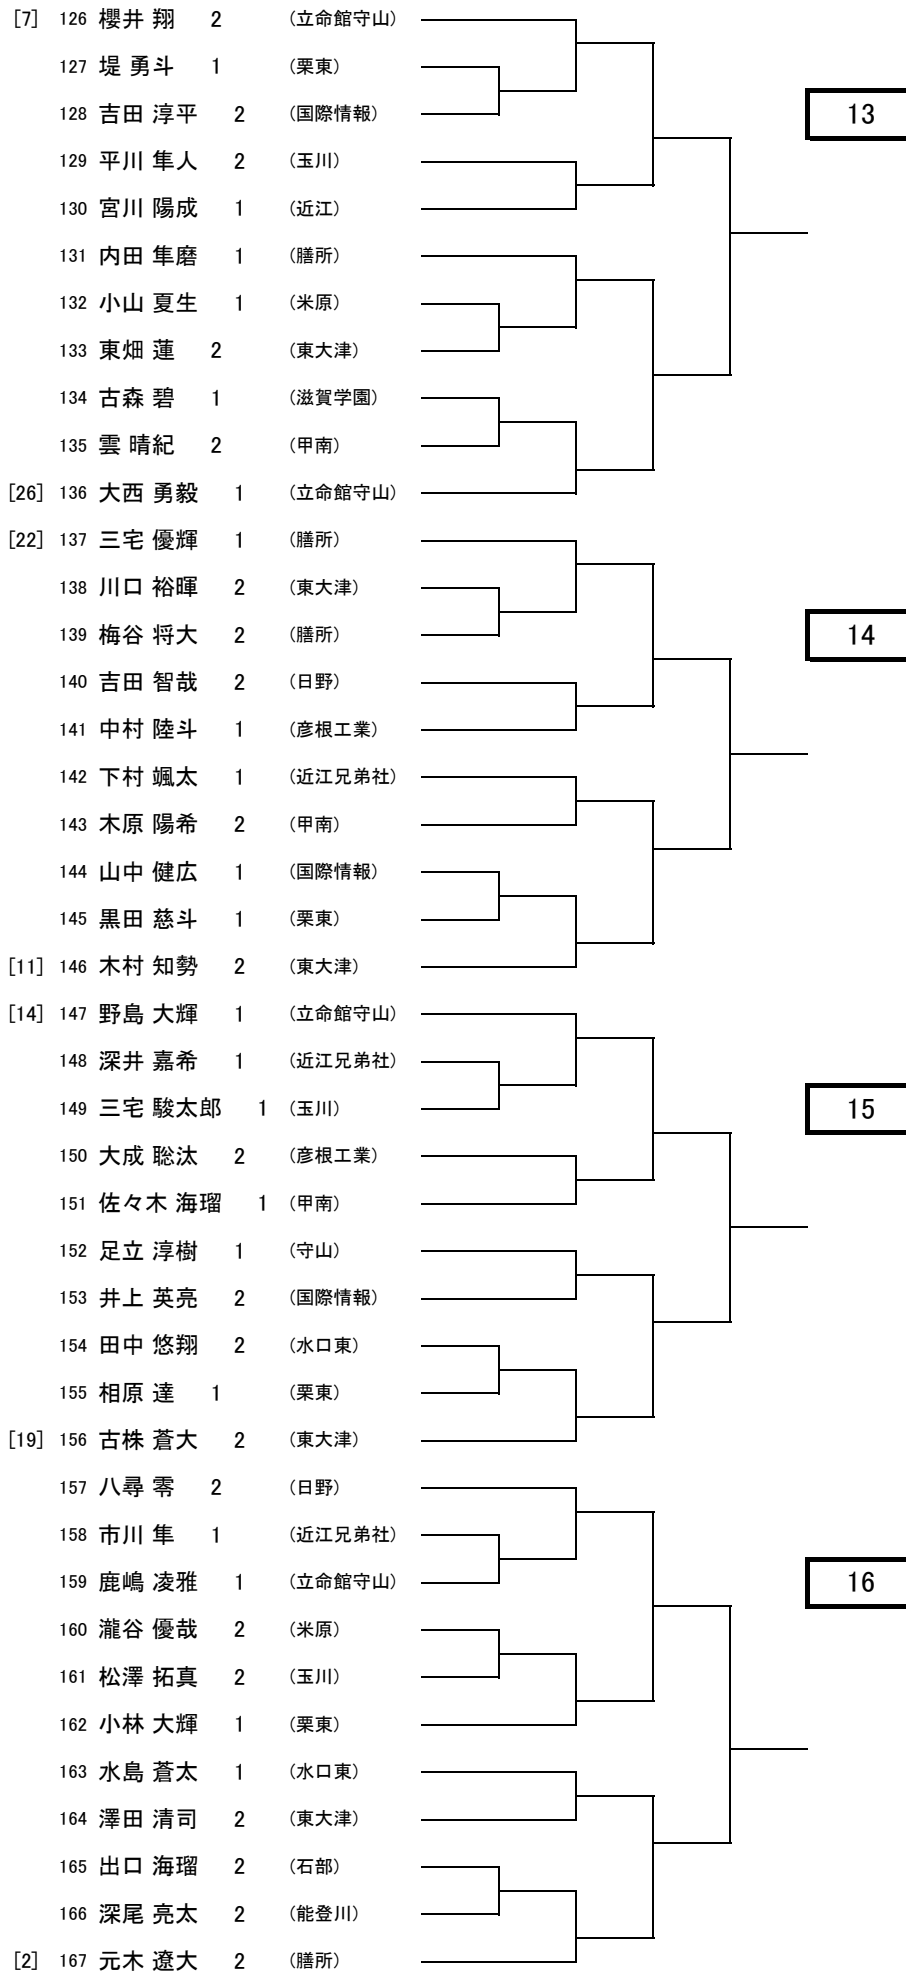 [7] 126 櫻井 翔 2 (立命館守山)
127 堤 勇斗 1 (栗東)
128 吉田 淳平 2 (国際情報)
13
129 平川 隼人 2 (玉川)
130 宮川 陽成 1 (近江)
131 内田 隼磨 1 (膳所)
132 小山 夏生 1 (米原)
133 東畑 蓮 2 (東大津)
134 古森 碧 1 (滋賀学園)
135 雲 晴紀 2 (甲南)
[26] 136 大西 勇毅 1 (立命館守山)
[22] 137 三宅 優輝 1 (膳所)
138 川口 裕暉 2 (東大津)
139 梅谷 将大 2 (膳所)
14
140 吉田 智哉 2 (日野)
141 中村 陸斗 1 (彦根工業)
142 下村 颯太 1 (近江兄弟社)
143 木原 陽希 2 (甲南)
144 山中 健広 1 (国際情報)
145 黒田 慈斗 1 (栗東)
[11] 146 木村 知勢 2 (東大津)
[14] 147 野島 大輝 1 (立命館守山)
148 深井 嘉希 1 (近江兄弟社)
149 三宅 駿太郎 1 (玉川)
15
150 大成 聡汰 2 (彦根工業)
151 佐々木 海瑠 1 (甲南)
152 足立 淳樹 1 (守山)
153 井上 英亮 2 (国際情報)
154 田中 悠翔 2 (水口東)
155 相原 達 1 (栗東)
[19] 156 古株 蒼大 2 (東大津)
157 八尋 零 2 (日野)
158 市川 隼 1 (近江兄弟社)
159 鹿嶋 凌雅 1 (立命館守山)
16
160 瀧谷 優哉 2 (米原)
161 松澤 拓真 2 (玉川)
162 小林 大輝 1 (栗東)
163 水島 蒼太 1 (水口東)
164 澤田 清司 2 (東大津)
165 出口 海瑠 2 (石部)
166 深尾 亮太 2 (能登川)
[2] 167 元木 遼大 2 (膳所)